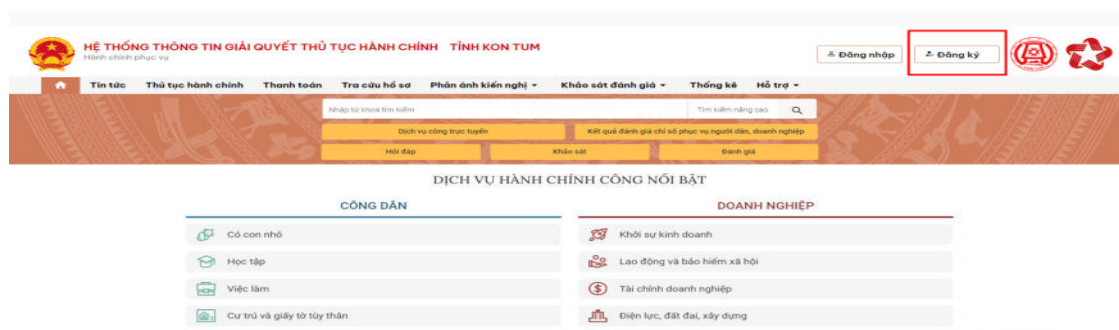 HỆ THỐNG THÔNG TIN GIẢI QUYẾT THỦ TỤC HÀNH CHÍNH TỈNH KON TUM
Hành chính phục vụ
Đăng nhập
Đăng ký
Tin tức Thủ tục hành chính Thanh toán Tra cứu hồ sơ Phản ánh kiến nghị Khảo sát đánh giá Thống kê Hỗ trợ
Nhập từ khoá tìm kiếm Tìm kiếm nâng cao
Dịch vụ công trực tuyến Kết quả đánh giá chỉ số phục vụ người dân, doanh nghiệp
Hỏi đáp Khảo sát Đánh giá
DỊCH VỤ HÀNH CHÍNH CÔNG NỔI BẬT
CÔNG DÂN
Có con nhỏ
Học tập
Việc làm
Cư trú và giấy tờ tùy thân
DOANH NGHIỆP
Khởi sự kinh doanh
Lao động và bảo hiểm xã hội
Tài chính doanh nghiệp
Điện lực, đất đai, xây dựng